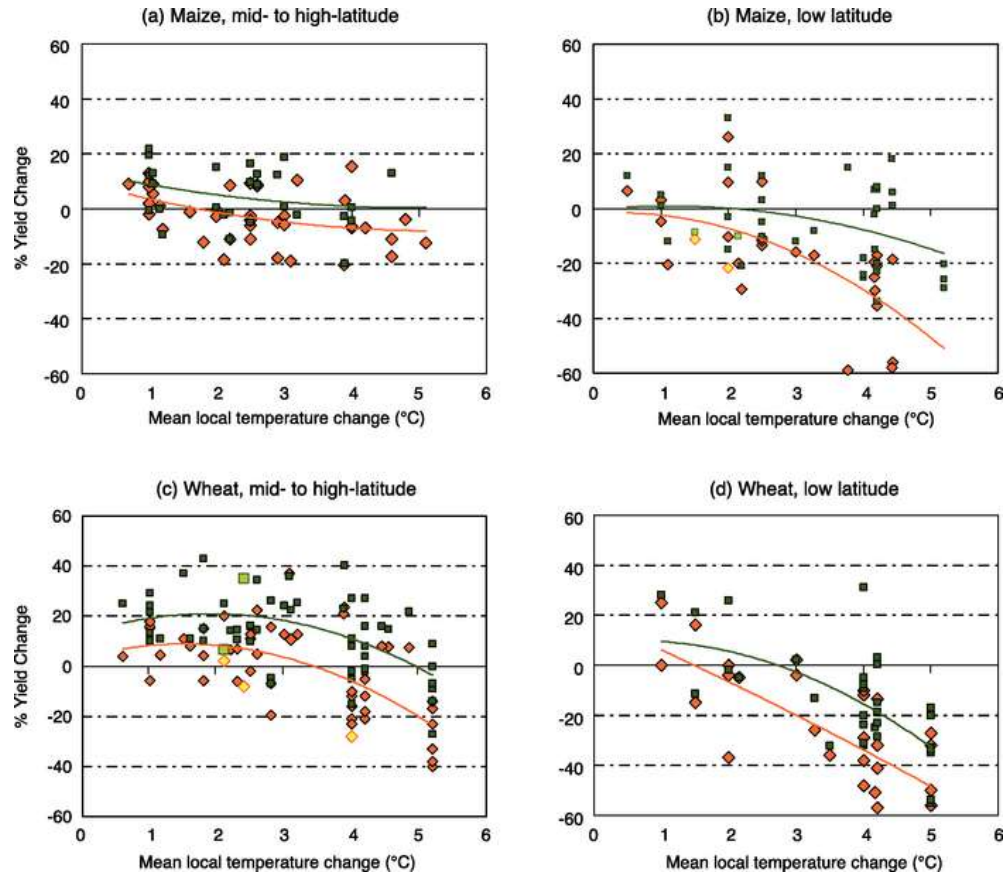 (a) Maize, mid- to high-latitude
60
40
20
0
-20
-40
-60
% Yield Change
0 1 2 3 4 5 6
Mean local temperature change (°C)
(b) Maize, low latitude
60
40
20
0
-20
-40
-60
0 1 2 3 4 5 6
Mean local temperature change (°C)
(c) Wheat, mid- to high-latitude
60
40
20
0
-20
-40
-60
% Yield Change
0 1 2 3 4 5 6
Mean local temperature change (°C)
(d) Wheat, low latitude
60
40
20
0
-20
-40
-60
0 1 2 3 4 5 6
Mean local temperature change (°C)